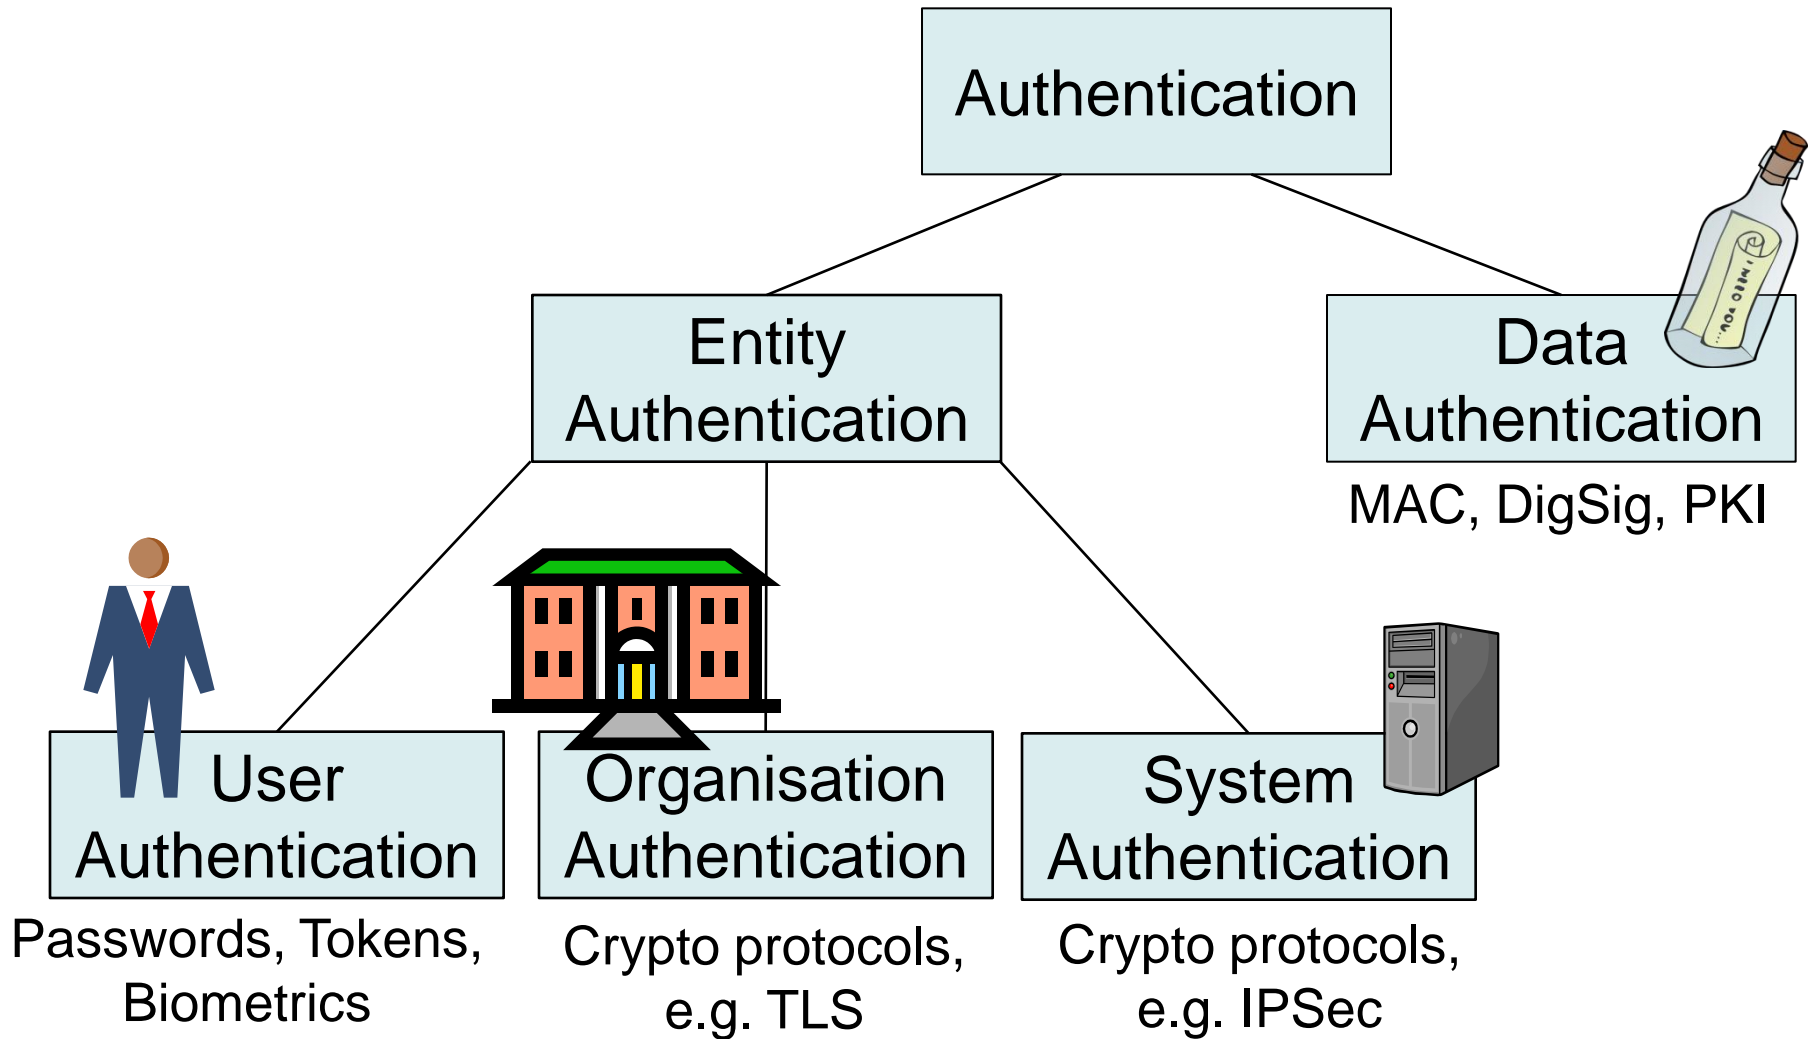 Authentication
Entity
Authentication
Data
Authentication
MAC, DigSig, PKI
User
Authentication
Passwords, Tokens,
Biometrics
Organisation
Authentication
Crypto protocols,
e.g. TLS
System
Authentication
Crypto protocols,
e.g. IPSec